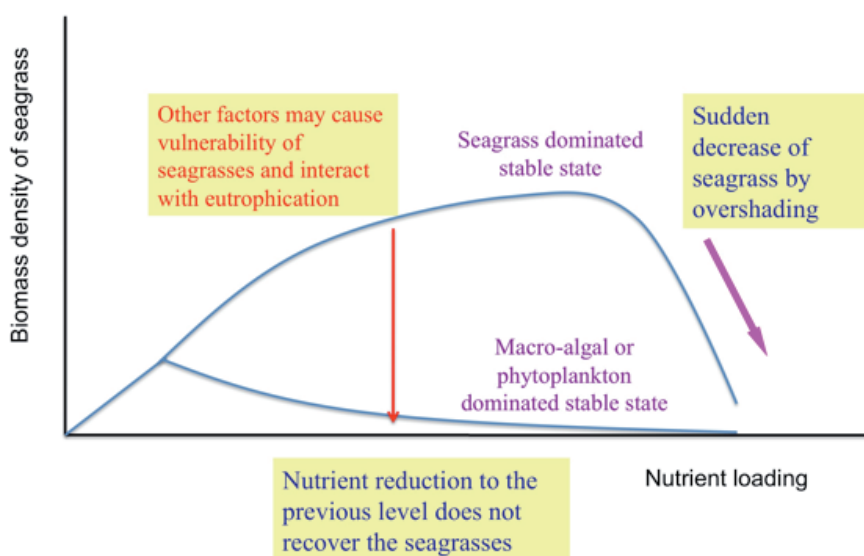 Biomass density of seagrass
Other factors may cause
vulnerability of
seagrasses and interact
with eutrophication
Seagrass dominated
stable state
Sudden
decrease of
seagrass by
overshading
Macro-algal or
phytoplankton
dominated stable state
Nutrient reduction to the
previous level does not
recover the seagrasses
Nutrient loading